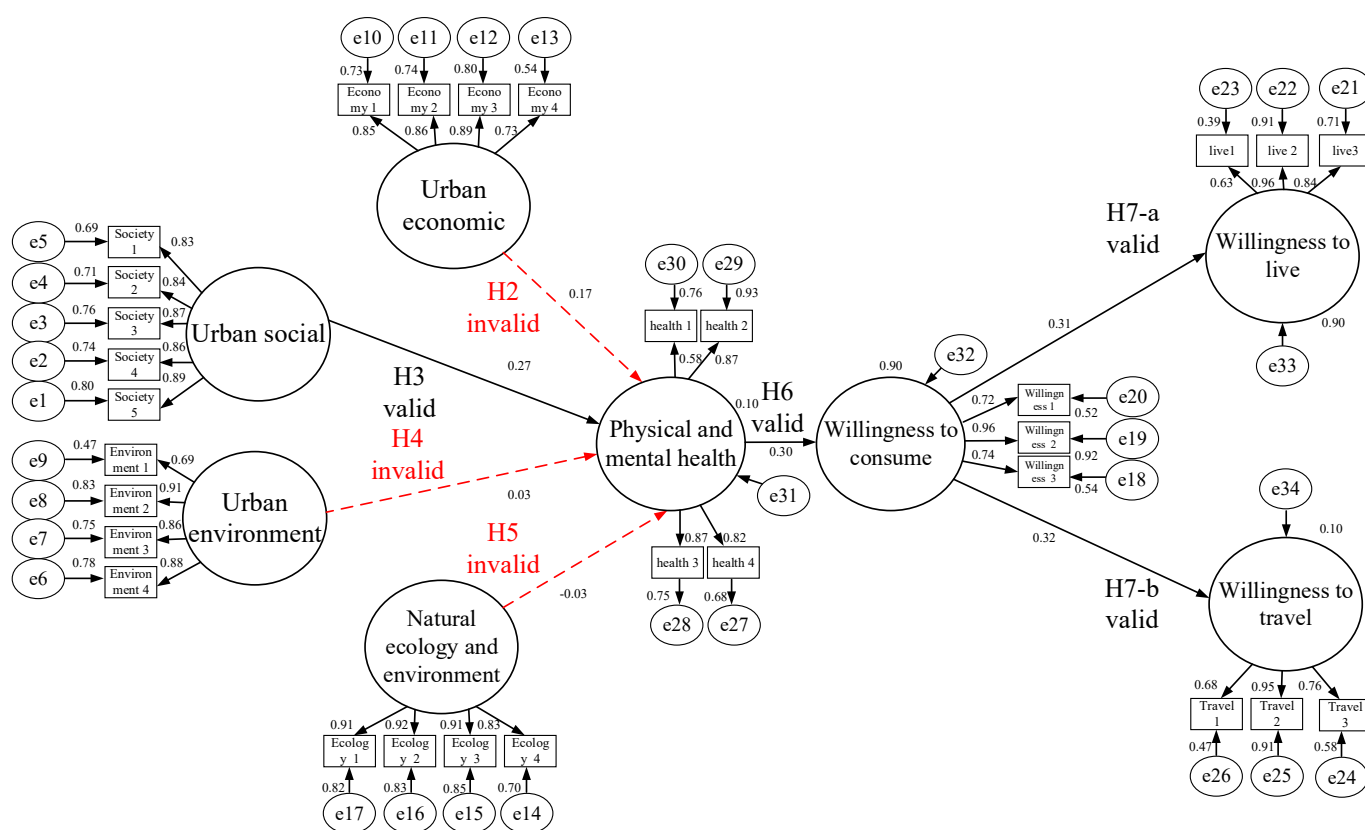 e10
e11
e12
e13
0.73
0.74
0.80
0.54
Econo
my 1
Econo
my 2
Econo
my 3
Econo
my 4
0.85
0.86
0.89
0.73
Urban
economic
e5
0.69
Society
1
0.83
e4
0.71
Society
2
0.84
e3
0.76
Society
3
0.87
e2
0.74
Society
4
0.86
e1
0.80
Society
5
0.89
Urban social
e9
0.47
Environ
ment 1
0.69
e8
0.83
Environ
ment 2
0.91
e7
0.75
Environ
ment 3
0.86
e6
0.78
Environ
ment 4
0.88
Urban
environment
H2
invalid
0.17
0.27
H3
valid
H4
invalid
0.03
H5
invalid
-0.03
Natural
ecology and
environment
0.91
0.92
0.91
0.83
Ecolog
y 1
Ecolog
y 2
Ecolog
y 3
Ecolog
y 4
0.82
0.83
0.85
0.70
e17
e16
e15
e14
e30
e29
0.76
0.93
health 1
health 2
0.58
0.87
Physical and
mental health
0.10
e31
0.87
0.82
health 3
health 4
0.75
0.68
e28
e27
H6
valid
0.30
0.90
e32
Willingness to
consume
0.72
Willingn
ess 1
0.52
e20
0.96
Willingn
ess 2
0.92
e19
0.74
Willingn
ess 3
0.54
e18
H7-a
valid
0.31
0.32
H7-b
valid
e23
e22
e21
0.39
0.91
0.71
live1
live 2
live3
0.63
0.96
0.84
Willingness to
live
0.90
e33
e34
0.10
Willingness to
travel
0.68
0.95
0.76
Travel
1
Travel
2
Travel
3
0.47
0.91
0.58
e26
e25
e24